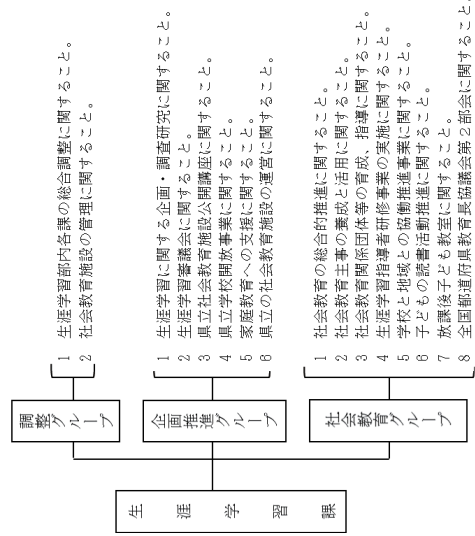 生涯学習課
調整グループ
1 生涯学習部内各課の総合調整に関すること。
2 社会教育施設の管理に関すること。
企画推進グループ
1 生涯学習に関する企画・調査研究に関すること。
2 生涯学習審議会に関すること。
3 県立社会教育施設公開講座に関すること。
4 県立学校開放事業に関すること。
5 家庭教育への支援に関すること。
6 県立の社会教育施設の運営に関すること。
社会教育グループ
1 社会教育の総合的推進に関すること。
2 社会教育主事の養成と活用に関すること。
3 社会教育関係団体等の育成、指導に関すること。
4 生涯学習指導者研修事業の実施に関すること。
5 学校と地域との協働推進事業に関すること。
6 子どもの読書活動推進に関すること。
7 放課後子ども教室に関すること。
8 全国都道府県教育長協議会第2部会に関すること。